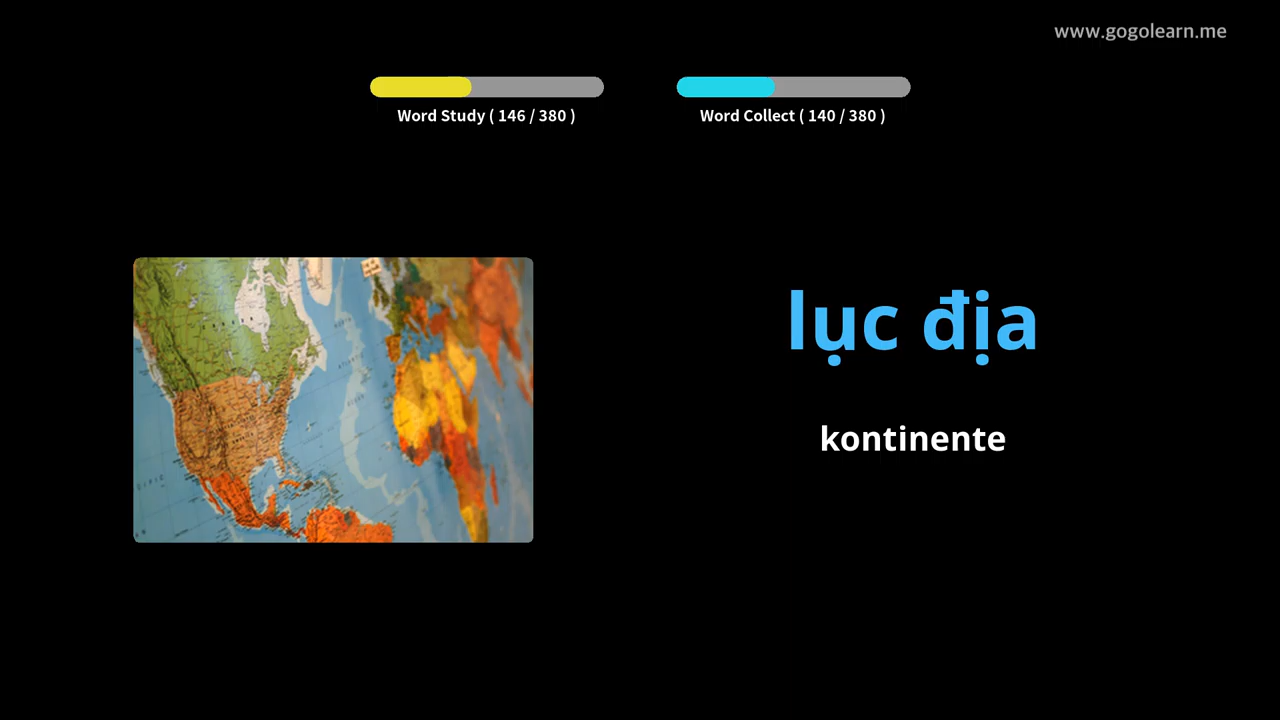 www.gogolearn.me
Word Study ( 146 / 380 )
Word Collect ( 140 / 380 )
lục địa
kontinente